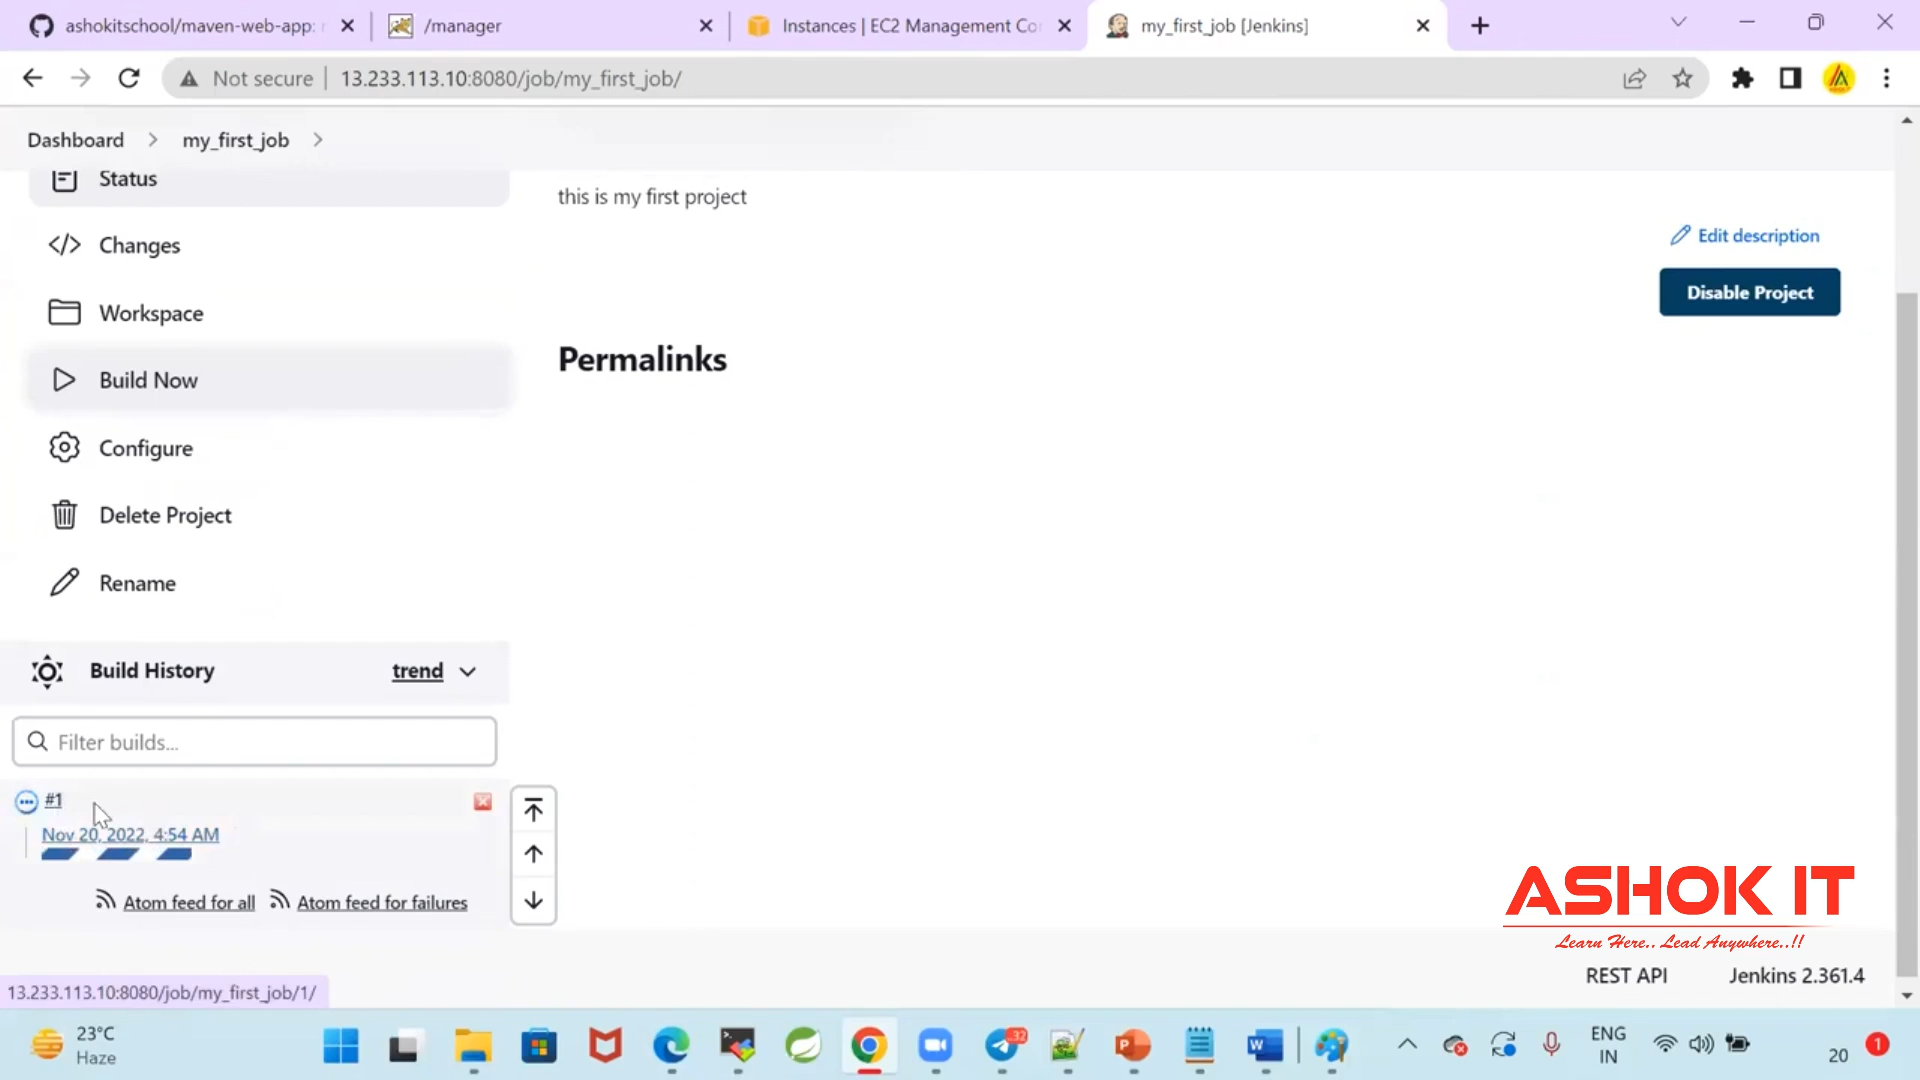 ashokitschool/maven-web-app: r
/manager
Instances | EC2 Management Co
my_first_job [Jenkins]
Not secure | 13.233.113.10:8080/job/my_first_job/
Dashboard > my_first_job >
Status
this is my first project
Changes
Edit description
Workspace
Disable Project
Permalinks
Build Now
Configure
Delete Project
Rename
Build History
trend
Filter builds...
#1
Nov 20, 2022, 4:54 AM
Atom feed for all
Atom feed for failures
ASHOK IT
Learn Here.. Lead Anywhere..!!
REST API
Jenkins 2.361.4
13.233.113.10:8080/job/my_first_job/1/
23°C
Haze
32
ENG
IN
20
1